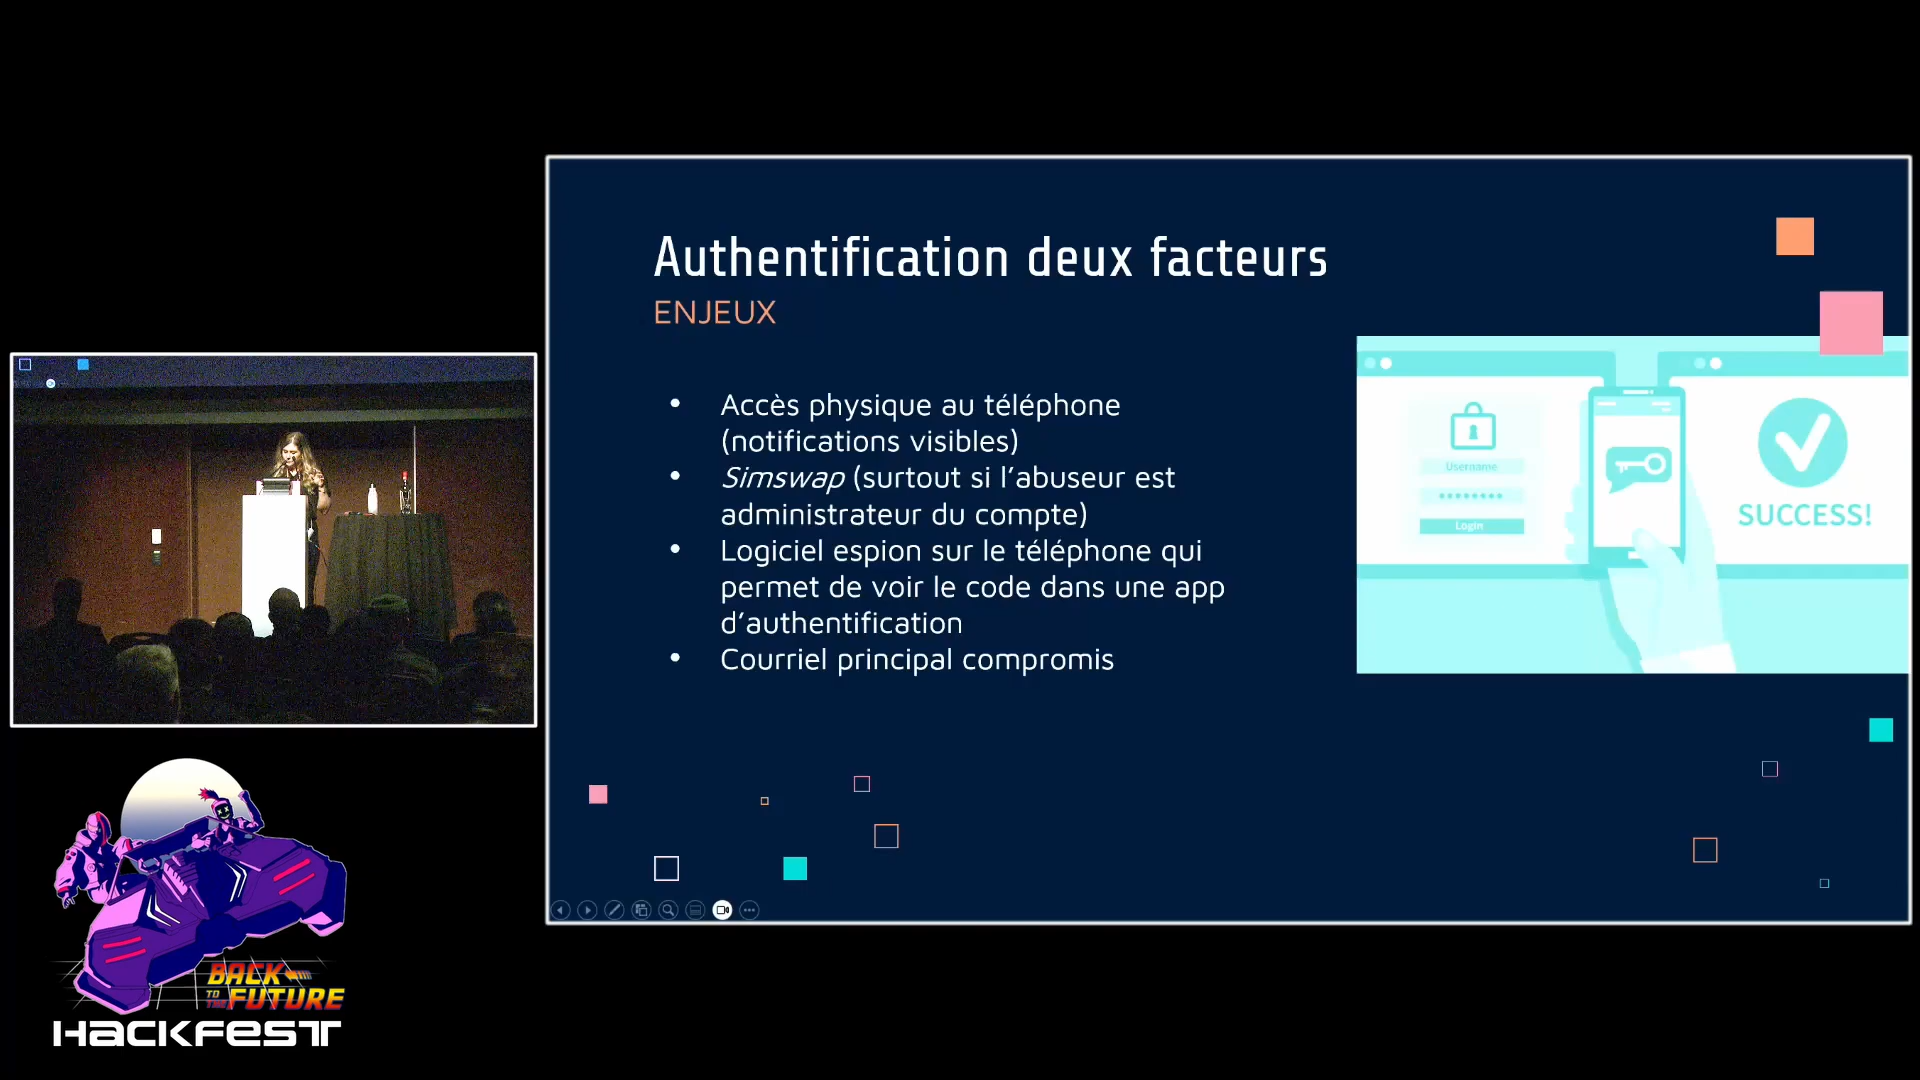 Authentification deux facteurs
ENJEUX
• Accès physique au téléphone
(notifications visibles)
• Simswap (surtout si l'abuseur est
administrateur du compte)
• Logiciel espion sur le téléphone qui
permet de voir le code dans une app
d'authentification
• Courriel principal compromis
Username
Login
SUCCESS!
BACK
TO THE FUTURE
HACKFEST